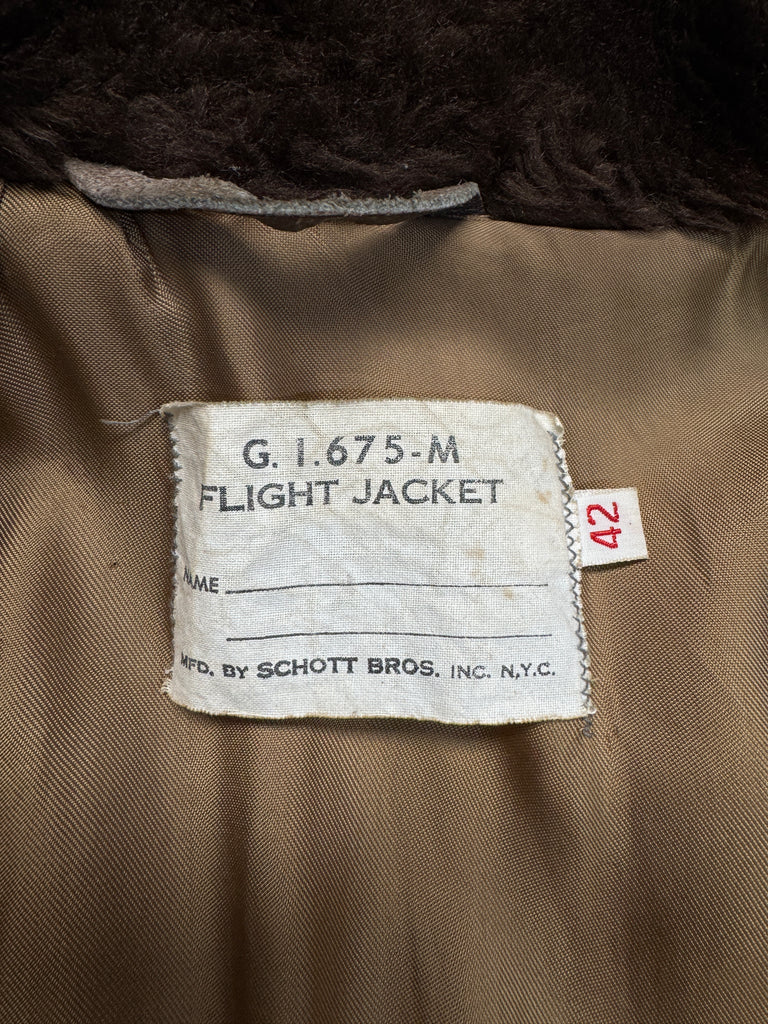 G. 1.675-M
FLIGHT JACKET
NAME
MFD. BY SCHOTT BROS. INC. N.Y.C.
42